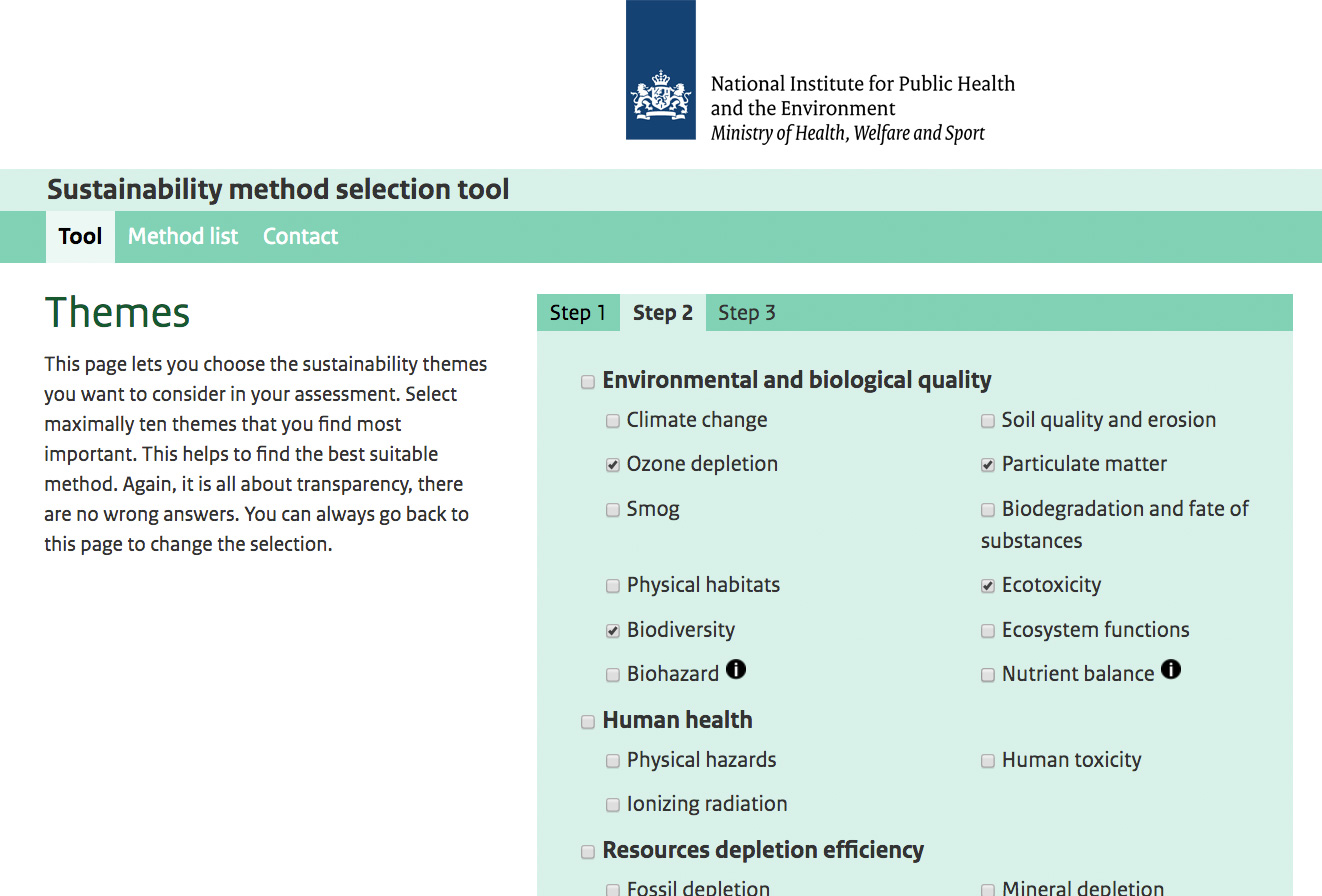 National Institute for Public Health
and the Environment
Ministry of Health, Welfare and Sport
Sustainability method selection tool
Tool Method list Contact
Themes
This page lets you choose the sustainability themes
you want to consider in your assessment. Select
maximally ten themes that you find most
important. This helps to find the best suitable
method. Again, it is all about transparency, there
are no wrong answers. You can always go back to
this page to change the selection.
Step 1 Step 2 Step 3
Environmental and biological quality
Climate change Soil quality and erosion
Ozone depletion Particulate matter
Smog Biodegradation and fate of
substances
Physical habitats Ecotoxicity
Biodiversity Ecosystem functions
Biohazard i Nutrient balance i
Human health
Physical hazards Human toxicity
Ionizing radiation
Resources depletion efficiency
Fossil depletion Mineral depletion